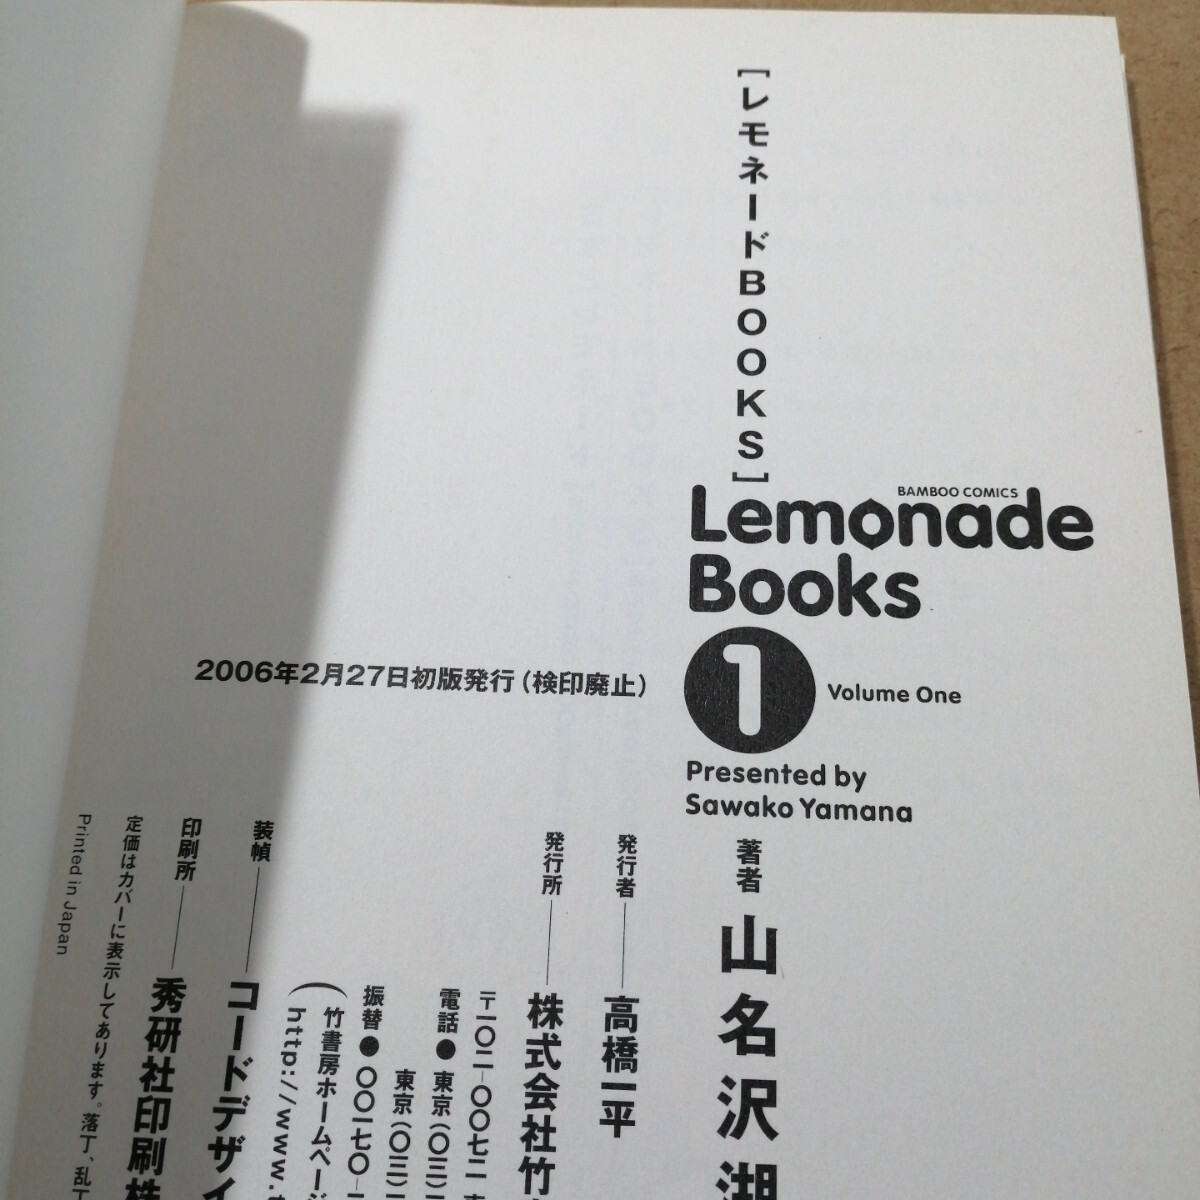 [レモネードBOOKS]
BAMBOO COMICS
Lemonade
Books
1
Volume One
Presented by
Sawako Yamana
2006年2月27日初版発行(検印廃止)
著者 山名沢湖
発行者 高橋一平
発行所 株式会社竹
〒一〇二-〇〇七二
電話● 東京(〇三)
東京(〇三)
振替● 〇〇一七〇-
(竹書房ホームページ
http://www.
装幀 コードデザイ
印刷所 秀研社印刷株
定価はカバーに表示してあります。落丁、乱丁
Printed in Japan